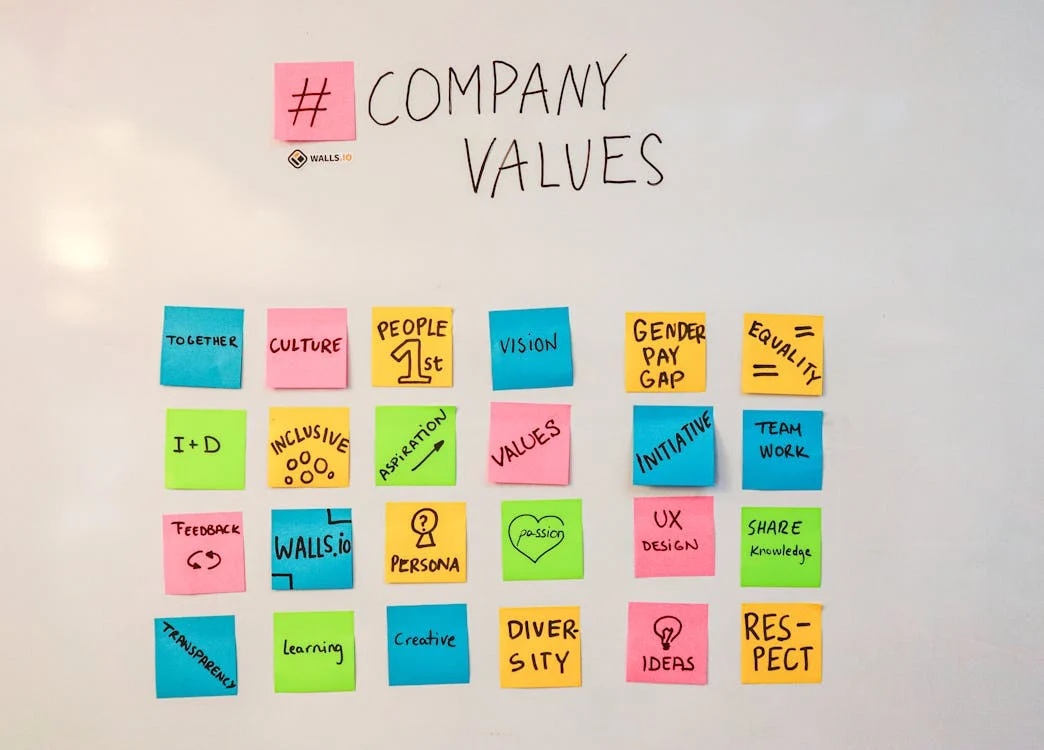 # COMPANY
VALUES
WALLS.IO
TOGETHER
CULTURE
PEOPLE
1st
VISION
GENDER
PAY
GAP
EQUALITY
I+D
INCLUSIVE
ASPIRATION
VALUES
INITIATIVE
TEAM
WORK
FEEDBACK
WALLS.io
?
PERSONA
passion
UX
DESIGN
SHARE
Knowledge
TRANSPARENCY
Learning
Creative
DIVER-
SITY
IDEAS
RES-
PECT